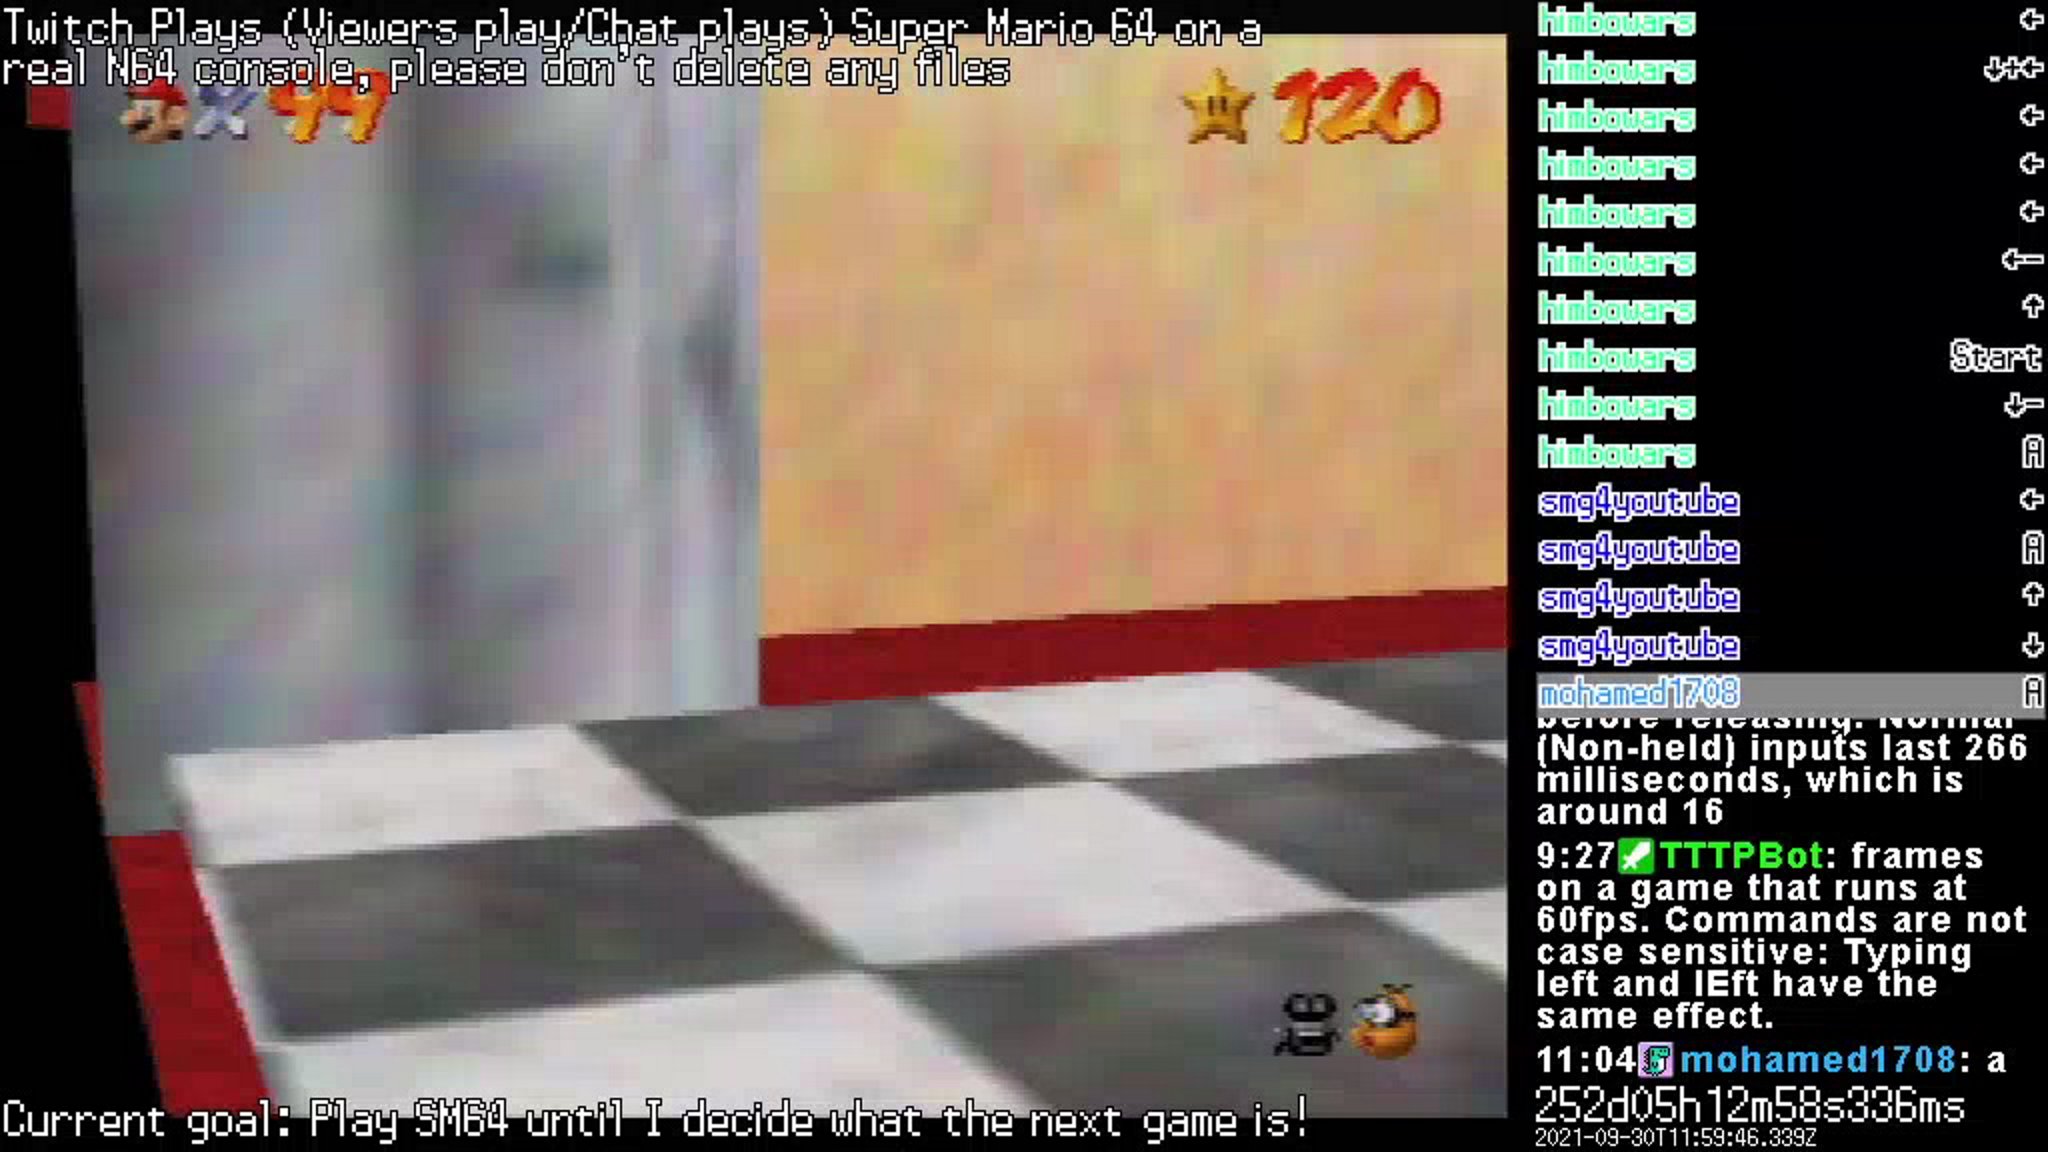 Twitch Plays (Viewers play/Chat plays) Super Mario 64 on a
real N64 console, please don't delete any files
99
120
himbowars ←
himbowars ↓+←
himbowars ←
himbowars ←
himbowars ←
himbowars ←-
himbowars ↑
himbowars Start
himbowars ↓-
himbowars A
smg4youtube ←
smg4youtube A
smg4youtube ↑
smg4youtube ↓
mohamed1708 A
before releasing. Normal
(Non-held) inputs last 266
milliseconds, which is
around 16
9:27 TTTPBot: frames
on a game that runs at
60fps. Commands are not
case sensitive: Typing
left and lEft have the
same effect.
11:04 mohamed1708: a
252d05h12m58s336ms
2021-09-30T11:59:46.339Z
Current goal: Play SM64 until I decide what the next game is!